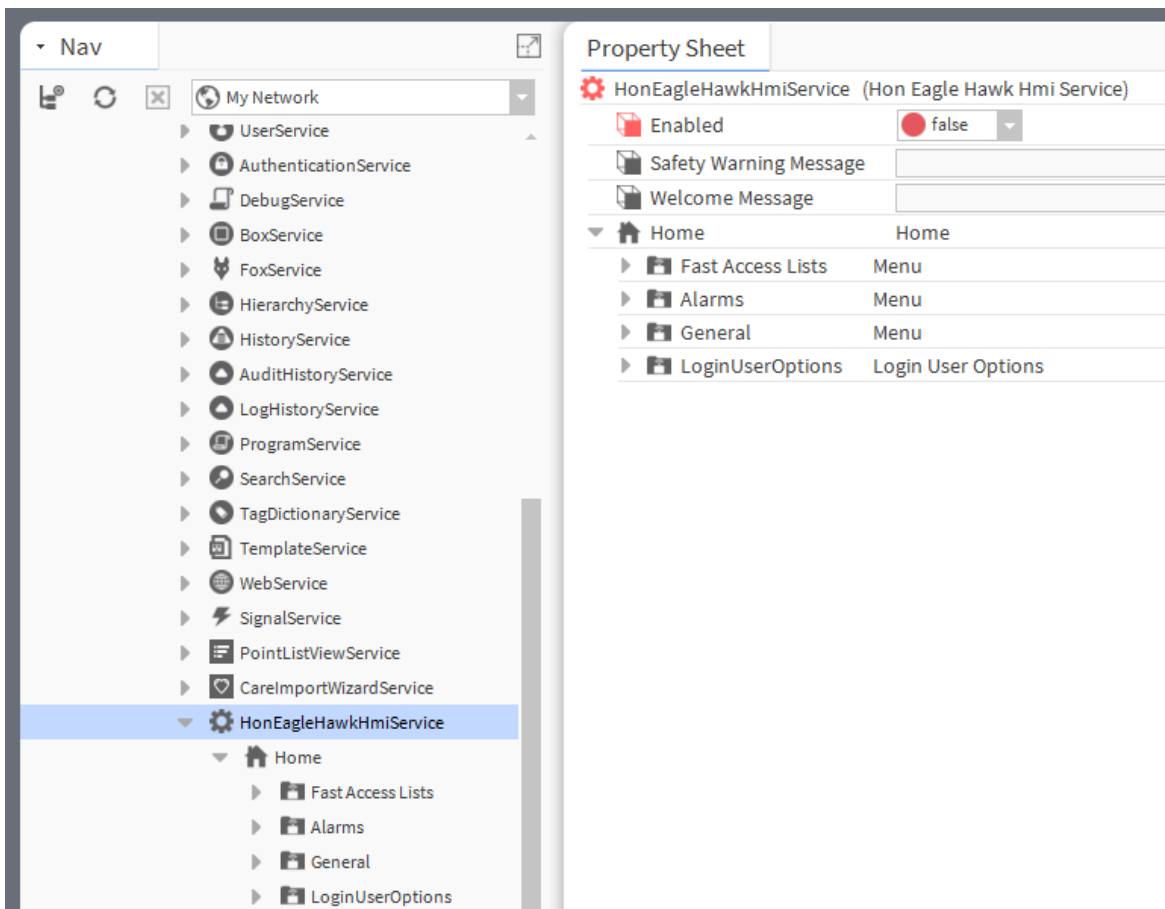 Nav
My Network
UserService
AuthenticationService
DebugService
BoxService
FoxService
HierarchyService
HistoryService
AuditHistoryService
LogHistoryService
ProgramService
SearchService
TagDictionaryService
TemplateService
WebService
SignalService
PointListViewService
CareImportWizardService
HonEagleHawkHmiService
Home
Fast Access Lists
Alarms
General
LoginUserOptions
Property Sheet
HonEagleHawkHmiService (Hon Eagle Hawk Hmi Service)
Enabled false
Safety Warning Message
Welcome Message
Home Home
Fast Access Lists Menu
Alarms Menu
General Menu
LoginUserOptions Login User Options